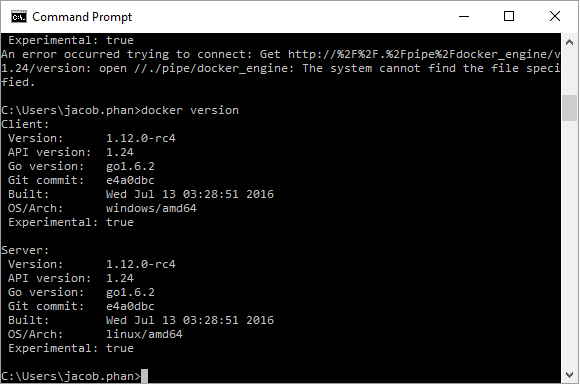 Command Prompt
Experimental: true
An error occurred trying to connect: Get http://%2F%2F.%2Fpipe%2Fdocker_engine/v
1.24/version: open //./pipe/docker_engine: The system cannot find the file speci
fied.
C:\Users\jacob.phan>docker version
Client:
Version: 1.12.0-rc4
API version: 1.24
Go version: go1.6.2
Git commit: e4a0dbc
Built: Wed Jul 13 03:28:51 2016
OS/Arch: windows/amd64
Experimental: true
Server:
Version: 1.12.0-rc4
API version: 1.24
Go version: go1.6.2
Git commit: e4a0dbc
Built: Wed Jul 13 03:28:51 2016
OS/Arch: linux/amd64
Experimental: true
C:\Users\jacob.phan>